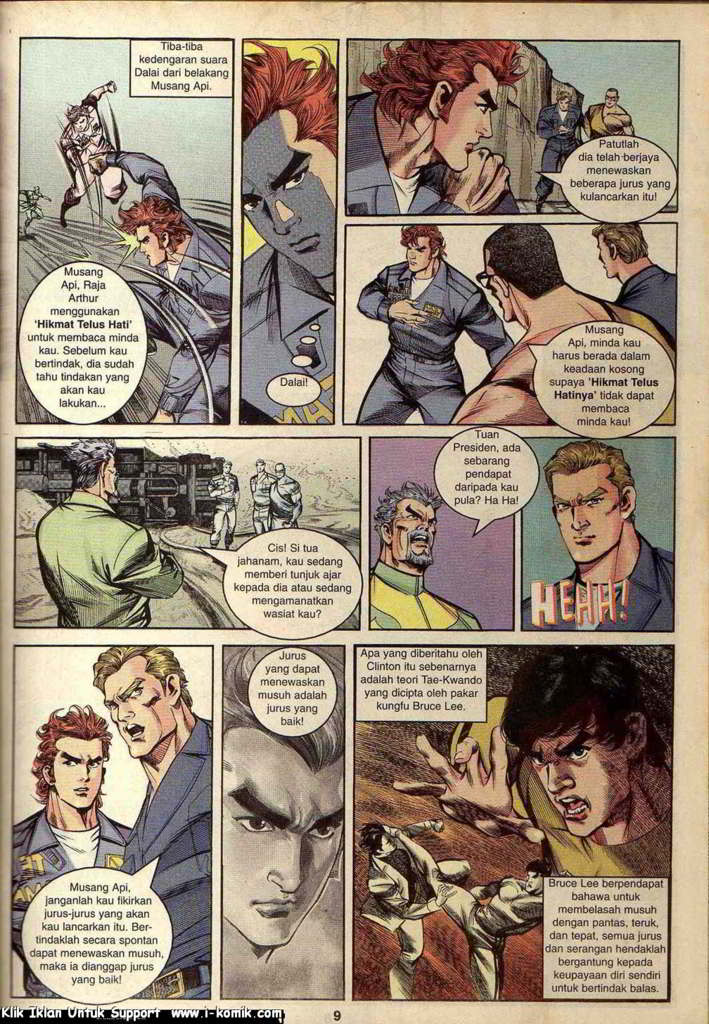 Tiba-tiba
kedengaran suara
Dalai dari belakang
Musang Api.
Musang
Api, Raja
Arthur
menggunakan
'Hikmat Telus Hati'
untuk membaca minda
kau. Sebelum kau
bertindak, dia sudah
tahu tindakan yang
akan kau
lakukan...
Dalai!
Patutlah
dia telah berjaya
menewaskan
beberapa jurus yang
kulancarkan itu!
Musang
Api, minda kau
harus berada dalam
keadaan kosong
supaya 'Hikmat Telus
Hatinya' tidak dapat
membaca
minda kau!
Cis! Si tua
jahanam, kau sedang
memberi tunjuk ajar
kepada dia atau sedang
mengamanatkan
wasiat kau?
Tuan
Presiden, ada
sebarang
pendapat
daripada kau
pula? Ha Ha!
HEHH!
Musang Api,
janganlah kau fikirkan
jurus-jurus yang akan
kau lancarkan itu. Ber-
tindaklah secara spontan
dapat menewaskan musuh,
maka ia dianggap jurus
yang baik!
Jurus
yang dapat
menewaskan
musuh adalah
jurus yang
baik!
Apa yang diberitahu oleh
Clinton itu sebenarnya
adalah teori Tae-Kwando
yang dicipta oleh pakar
kungfu Bruce Lee.
Bruce Lee berpendapat
bahawa untuk
membelasah musuh
dengan pantas, teruk,
dan tepat, semua jurus
dan serangan hendaklah
bergantung kepada
keupayaan diri sendiri
untuk bertindak balas.
Klik Iklan Untuk Support www.i-komik.com
9